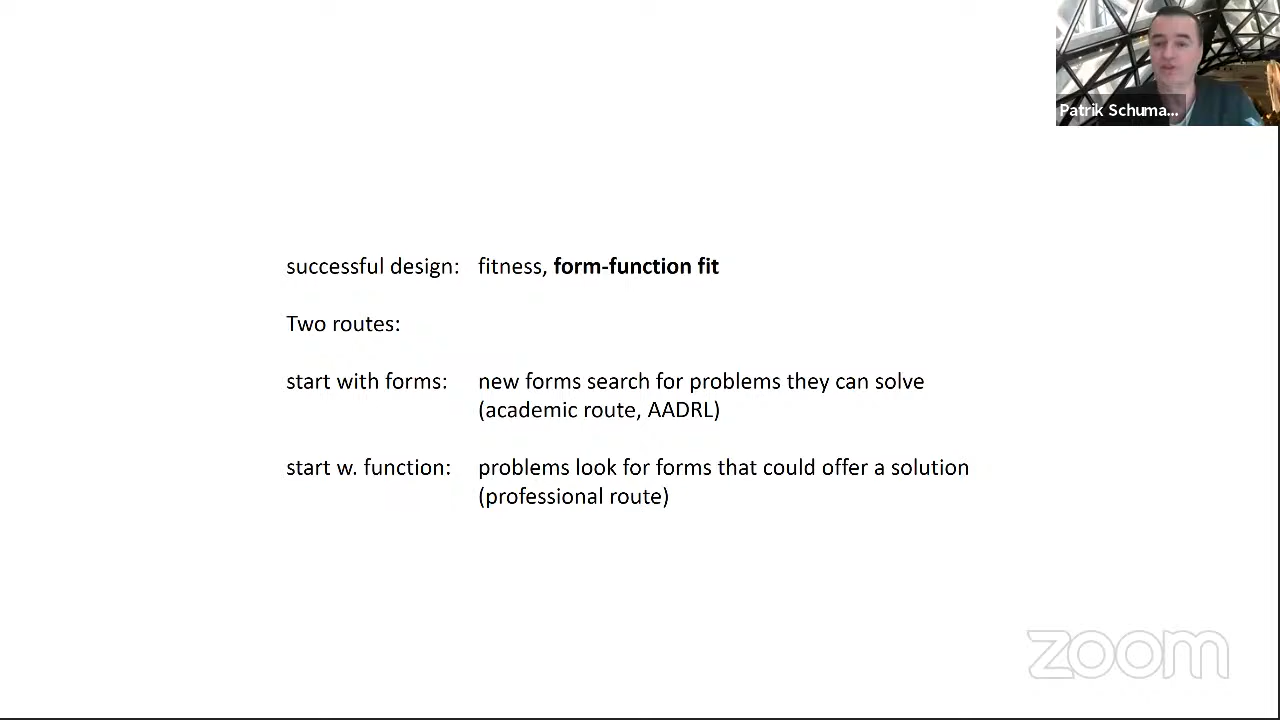 Patrik Schuma...
successful design: fitness, form-function fit
Two routes:
start with forms: new forms search for problems they can solve
(academic route, AADRL)
start w. function: problems look for forms that could offer a solution
(professional route)
zoom